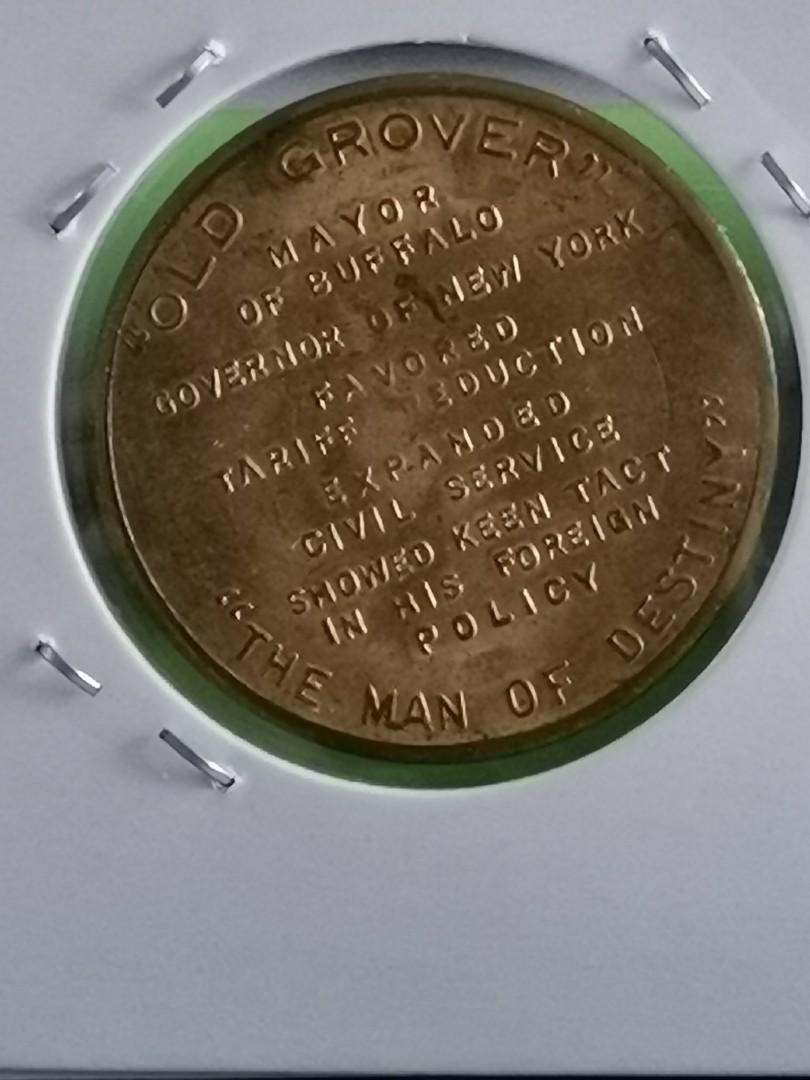 “OLD GROVER”
MAYOR
OF BUFFALO
GOVERNOR OF NEW YORK
FAVORED
TARIFF REDUCTION
EXPANDED
CIVIL SERVICE
SHOWED KEEN TACT
IN HIS FOREIGN
POLICY
“THE MAN OF DESTINY”